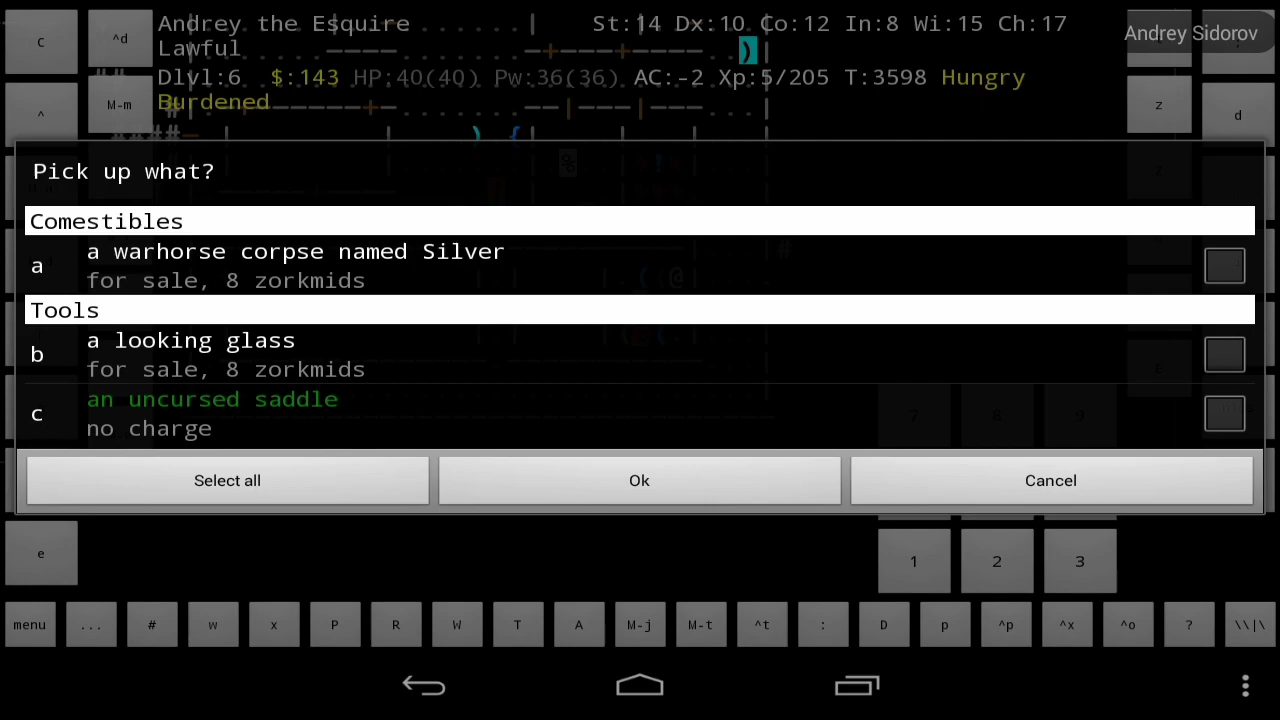 Andrey the Esquire St:14 Dx:10 Co:12 In:8 Wi:15 Ch:17
Andrey Sidorov
Lawful
Dlvl:6 $:143 HP:40(40) Pw:36(36) AC:-2 Xp:5/205 T:3598 Hungry
Burdened
c
^d
z
^
M-m
d
Pick up what?
Comestibles
a a warhorse corpse named Silver
for sale, 8 zorkmids
Tools
b a looking glass
for sale, 8 zorkmids
c an uncursed saddle
no charge
7 8 9
Select all Ok Cancel
e
1 2 3
menu ... # w x P R W T A M-j M-t ^t : D p ^p ^x ^o ? \\|\